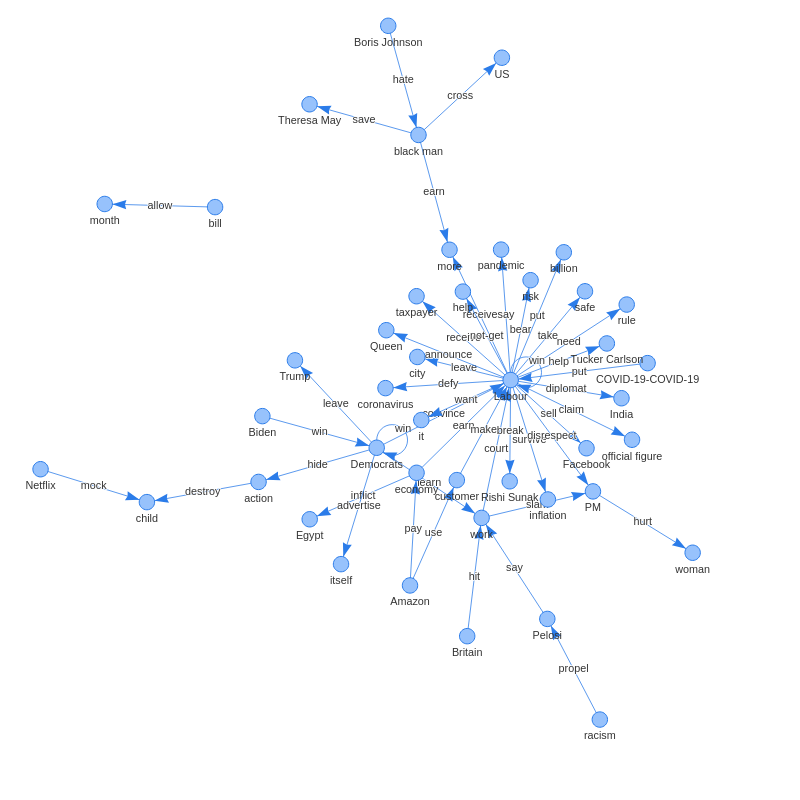 Boris Johnson
US
hate
cross
Theresa May
save
black man
earn
month
allow
bill
more
pandemic
billion
risk
help
safe
taxpayer
receive
say
put
rule
bear
not-get
take
need
Queen
announce
city
leave
win
help
Tucker Carlson
put
COVID-19-COVID-19
Trump
coronavirus
defy
Labour
diplomat
India
leave
want
convince
sell
claim
Biden
win
win
it
earn
make
break
disrespect
survive
official figure
court
Facebook
Democrats
hide
Netflix
mock
action
destroy
child
economy
learn
inflict
advertise
customer
Rishi Sunak
inflation
PM
Egypt
pay
use
work
hurt
woman
itself
hit
say
Amazon
Britain
Pelosi
propel
racism